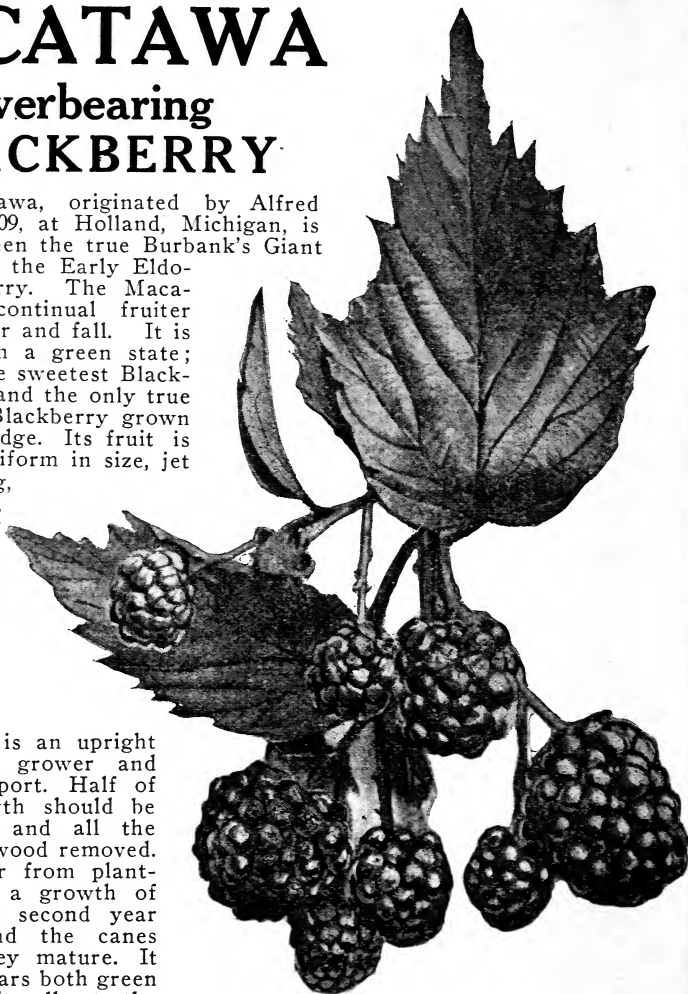 CATAWA
verbearing
CKBERRY
awa, originated by Alfred
09, at Holland, Michigan, is
een the true Burbank's Giant
the Early Eldo-
rry. The Maca-
continual fruiter
r and fall. It is
n a green state;
e sweetest Black-
and the only true
Blackberry grown
dge. Its fruit is
iform in size, jet
g,
is an upright
grower and
port. Half of
th should be
and all the
wood removed.
r from plant-
a growth of
second year
nd the canes
ey mature. It
ars both green